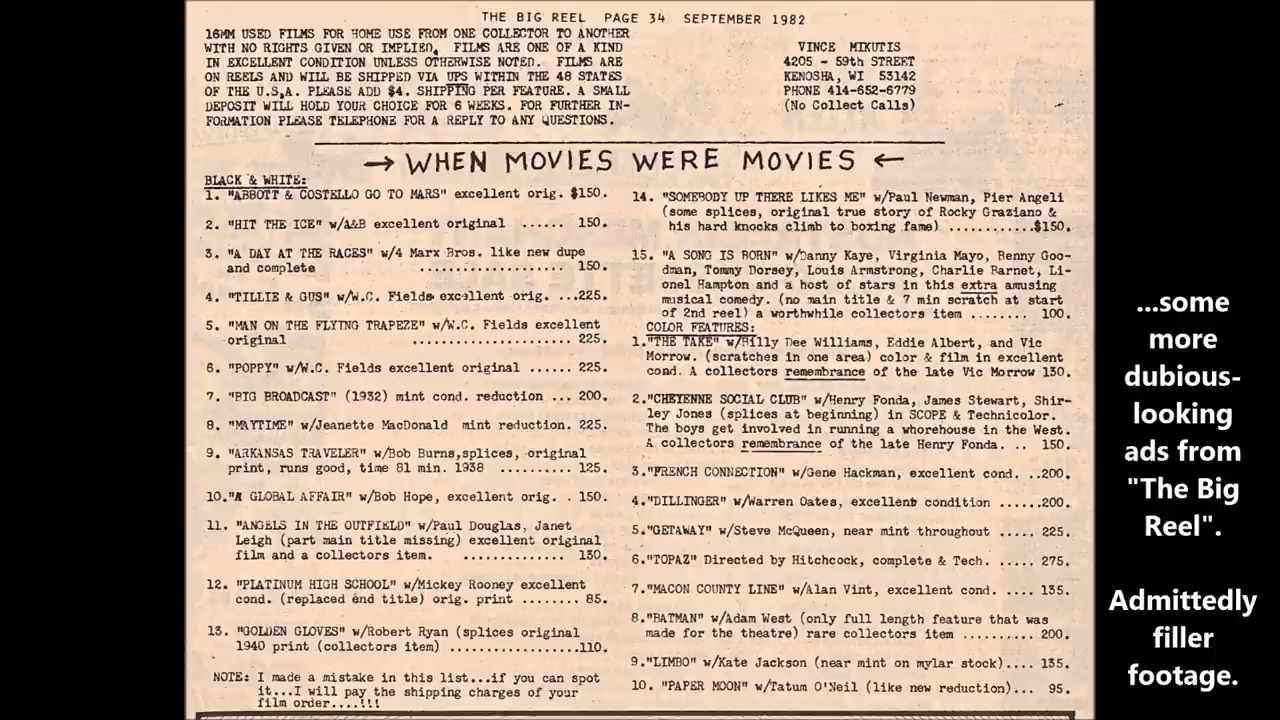 THE BIG REEL PAGE 34 SEPTEMBER 1982
16MM USED FILMS FOR HOME USE FROM ONE COLLECTOR TO ANOTHER
WITH NO RIGHTS GIVEN OR IMPLIED. FILMS ARE ONE OF A KIND
IN EXCELLENT CONDITION UNLESS OTHERWISE NOTED. FILMS ARE
ON REELS AND WILL BE SHIPPED VIA UPS WITHIN THE 48 STATES
OF THE U.S.A. PLEASE ADD $4. SHIPPING PER FEATURE. A SMALL
DEPOSIT WILL HOLD YOUR CHOICE FOR 6 WEEKS. FOR FURTHER IN-
FORMATION PLEASE TELEPHONE FOR A REPLY TO ANY QUESTIONS.
VINCE MIKUTIS
4205 - 59th STREET
KENOSHA, WI 53142
PHONE 414-652-6779
(No Collect Calls)
→ WHEN MOVIES WERE MOVIES ←
BLACK & WHITE:
1. "ABBOTT & COSTELLO GO TO MARS" excellent orig. $150.
2. "HIT THE ICE" w/A&B excellent original ...... 150.
3. "A DAY AT THE RACES" w/4 Marx Bros. like new dupe
and complete .................. 150.
4. "TILLIE & GUS" w/W.C. Fields excellent orig. ...225.
5. "MAN ON THE FLYING TRAPEZE" w/W.C. Fields excellent
original ................... 225.
6. "POPPY" w/W.C. Fields excellent original ...... 225.
7. "BIG BROADCAST" (1932) mint cond. reduction ... 200.
8. "MAYTIME" w/Jeanette MacDonald mint reduction. 225.
9. "ARKANSAS TRAVELER" w/Bob Burns,splices, original
print, runs good, time 81 min. 1938 .......... 125.
10."A GLOBAL AFFAIR" w/Bob Hope, excellent orig. . 150.
11. "ANGELS IN THE OUTFIELD" w/Paul Douglas, Janet
Leigh (part main title missing) excellent original
film and a collectors item. ............. 130.
12. "PLATINUM HIGH SCHOOL" w/Mickey Rooney excellent
cond. (replaced end title) orig. print ........ 85.
13. "GOLDEN GLOVES" w/Robert Ryan (splices original
1940 print (collectors item) .................110.
NOTE: I made a mistake in this list...if you can spot
it...I will pay the shipping charges of your
film order....!!!
14. "SOMEBODY UP THERE LIKES ME" w/Paul Newman, Pier Angeli
(some splices, original true story of Rocky Graziano &
his hard knocks climb to boxing fame) ...........$150.
15. "A SONG IS BORN" w/Danny Kaye, Virginia Mayo, Benny Goo-
dman, Tommy Dorsey, Louis Armstrong, Charlie Barnet, Li-
onel Hampton and a host of stars in this extra amusing
musical comedy. (no main title & 7 min scratch at start
of 2nd reel) a worthwhile collectors item ........ 100.
COLOR FEATURES:
1."THE TAKE" w/Billy Dee Williams, Eddie Albert, and Vic
Morrow. (scratches in one area) color & film in excellent
cond. A collectors remembrance of the late Vic Morrow 130.
2."CHEYENNE SOCIAL CLUB" w/Henry Fonda, James Stewart, Shir-
ley Jones (splices at beginning) in SCOPE & Technicolor.
The boys get involved in running a whorehouse in the West.
A collectors remembrance of the late Henry Fonda. .. 150.
3."FRENCH CONNECTION" w/Gene Hackman, excellent cond. ..200.
4."DILLINGER" w/Warren Oates, excellent condition ......200.
5."GETAWAY" w/Steve McQueen, near mint throughout ..... 225.
6."TOPAZ" Directed by Hitchcock, complete & Tech. ..... 275.
7."MACON COUNTY LINE" w/Alan Vint, excellent cond. .... 135.
8."BATMAN" w/Adam West (only full length feature that was
made for the theatre) rare collectors item .......... 200.
9."LIMBO" w/Kate Jackson (near mint on mylar stock).... 135.
10. "PAPER MOON" w/Tatum O'Neil (like new reduction)... 95.
...some
more
dubious-
looking
ads from
"The Big
Reel".
Admittedly
filler
footage.